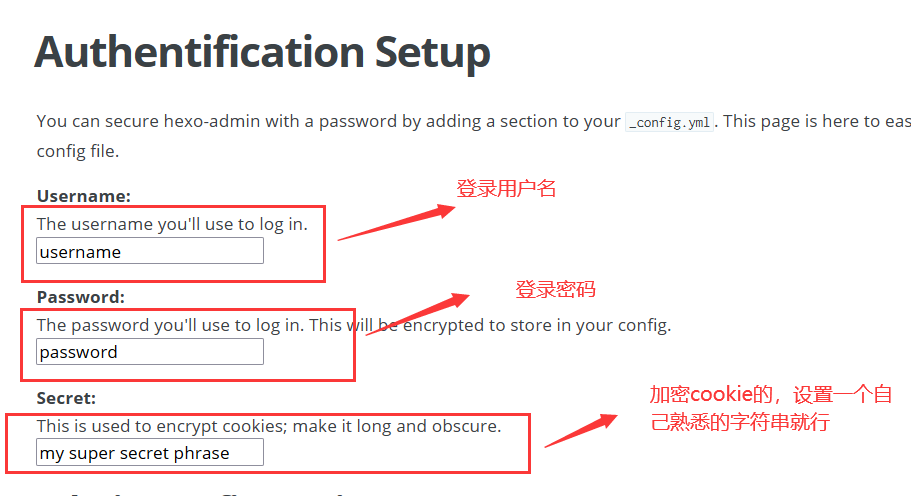 Authentification Setup
You can secure hexo-admin with a password by adding a section to your _config.yml. This page is here to eas
config file.
Username:
登录用户名
The username you'll use to log in.
username
Password:
登录密码
The password you'll use to log in. This will be encrypted to store in your config.
password
Secret:
加密cookie的，设置一个自
己熟悉的字符串就行
This is used to encrypt cookies; make it long and obscure.
my super secret phrase